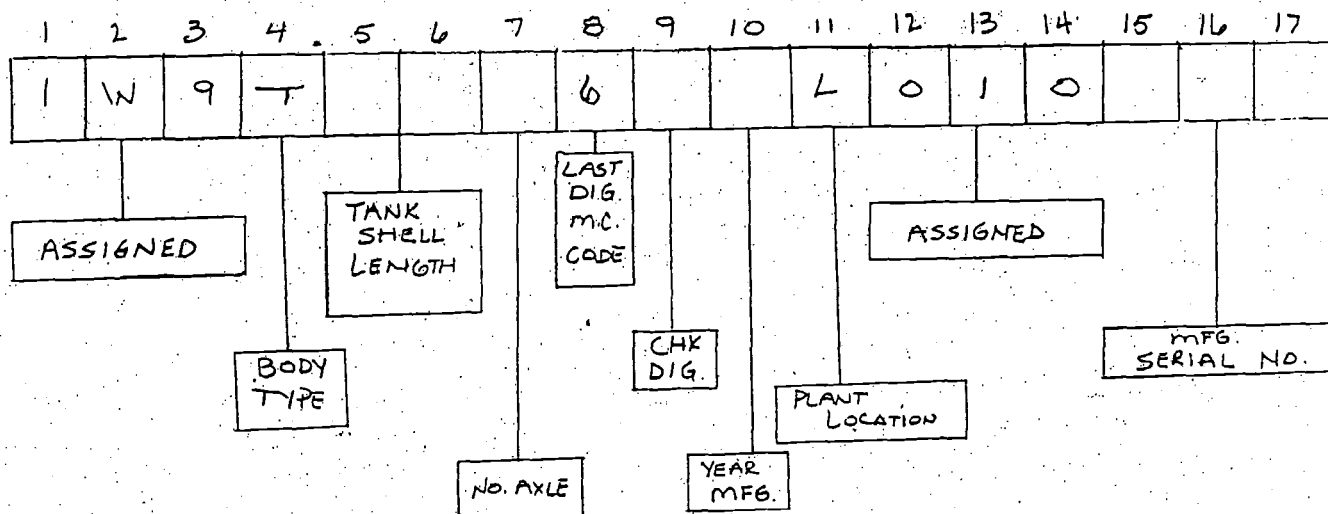 1 2 3 4. 5 6 7 8 9 10 11 12 13 14 15 16 17
1 W 9 T 6 L 0 1 0
ASSIGNED
BODY
TYPE
TANK
SHELL
LENGTH
NO. AXLE
LAST
DIG.
M.C.
CODE
CHK
DIG.
YEAR
MFG.
PLANT
LOCATION
ASSIGNED
MFG.
SERIAL NO.